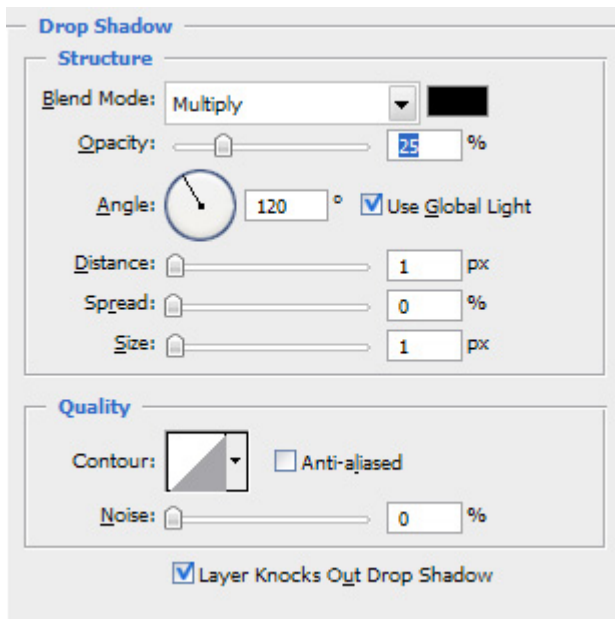 Drop Shadow
Structure
Blend Mode: Multiply
Opacity: 25 %
Angle: 120 ° Use Global Light
Distance: 1 px
Spread: 0 %
Size: 1 px
Quality
Contour: Anti-aliased
Noise: 0 %
Layer Knocks Out Drop Shadow